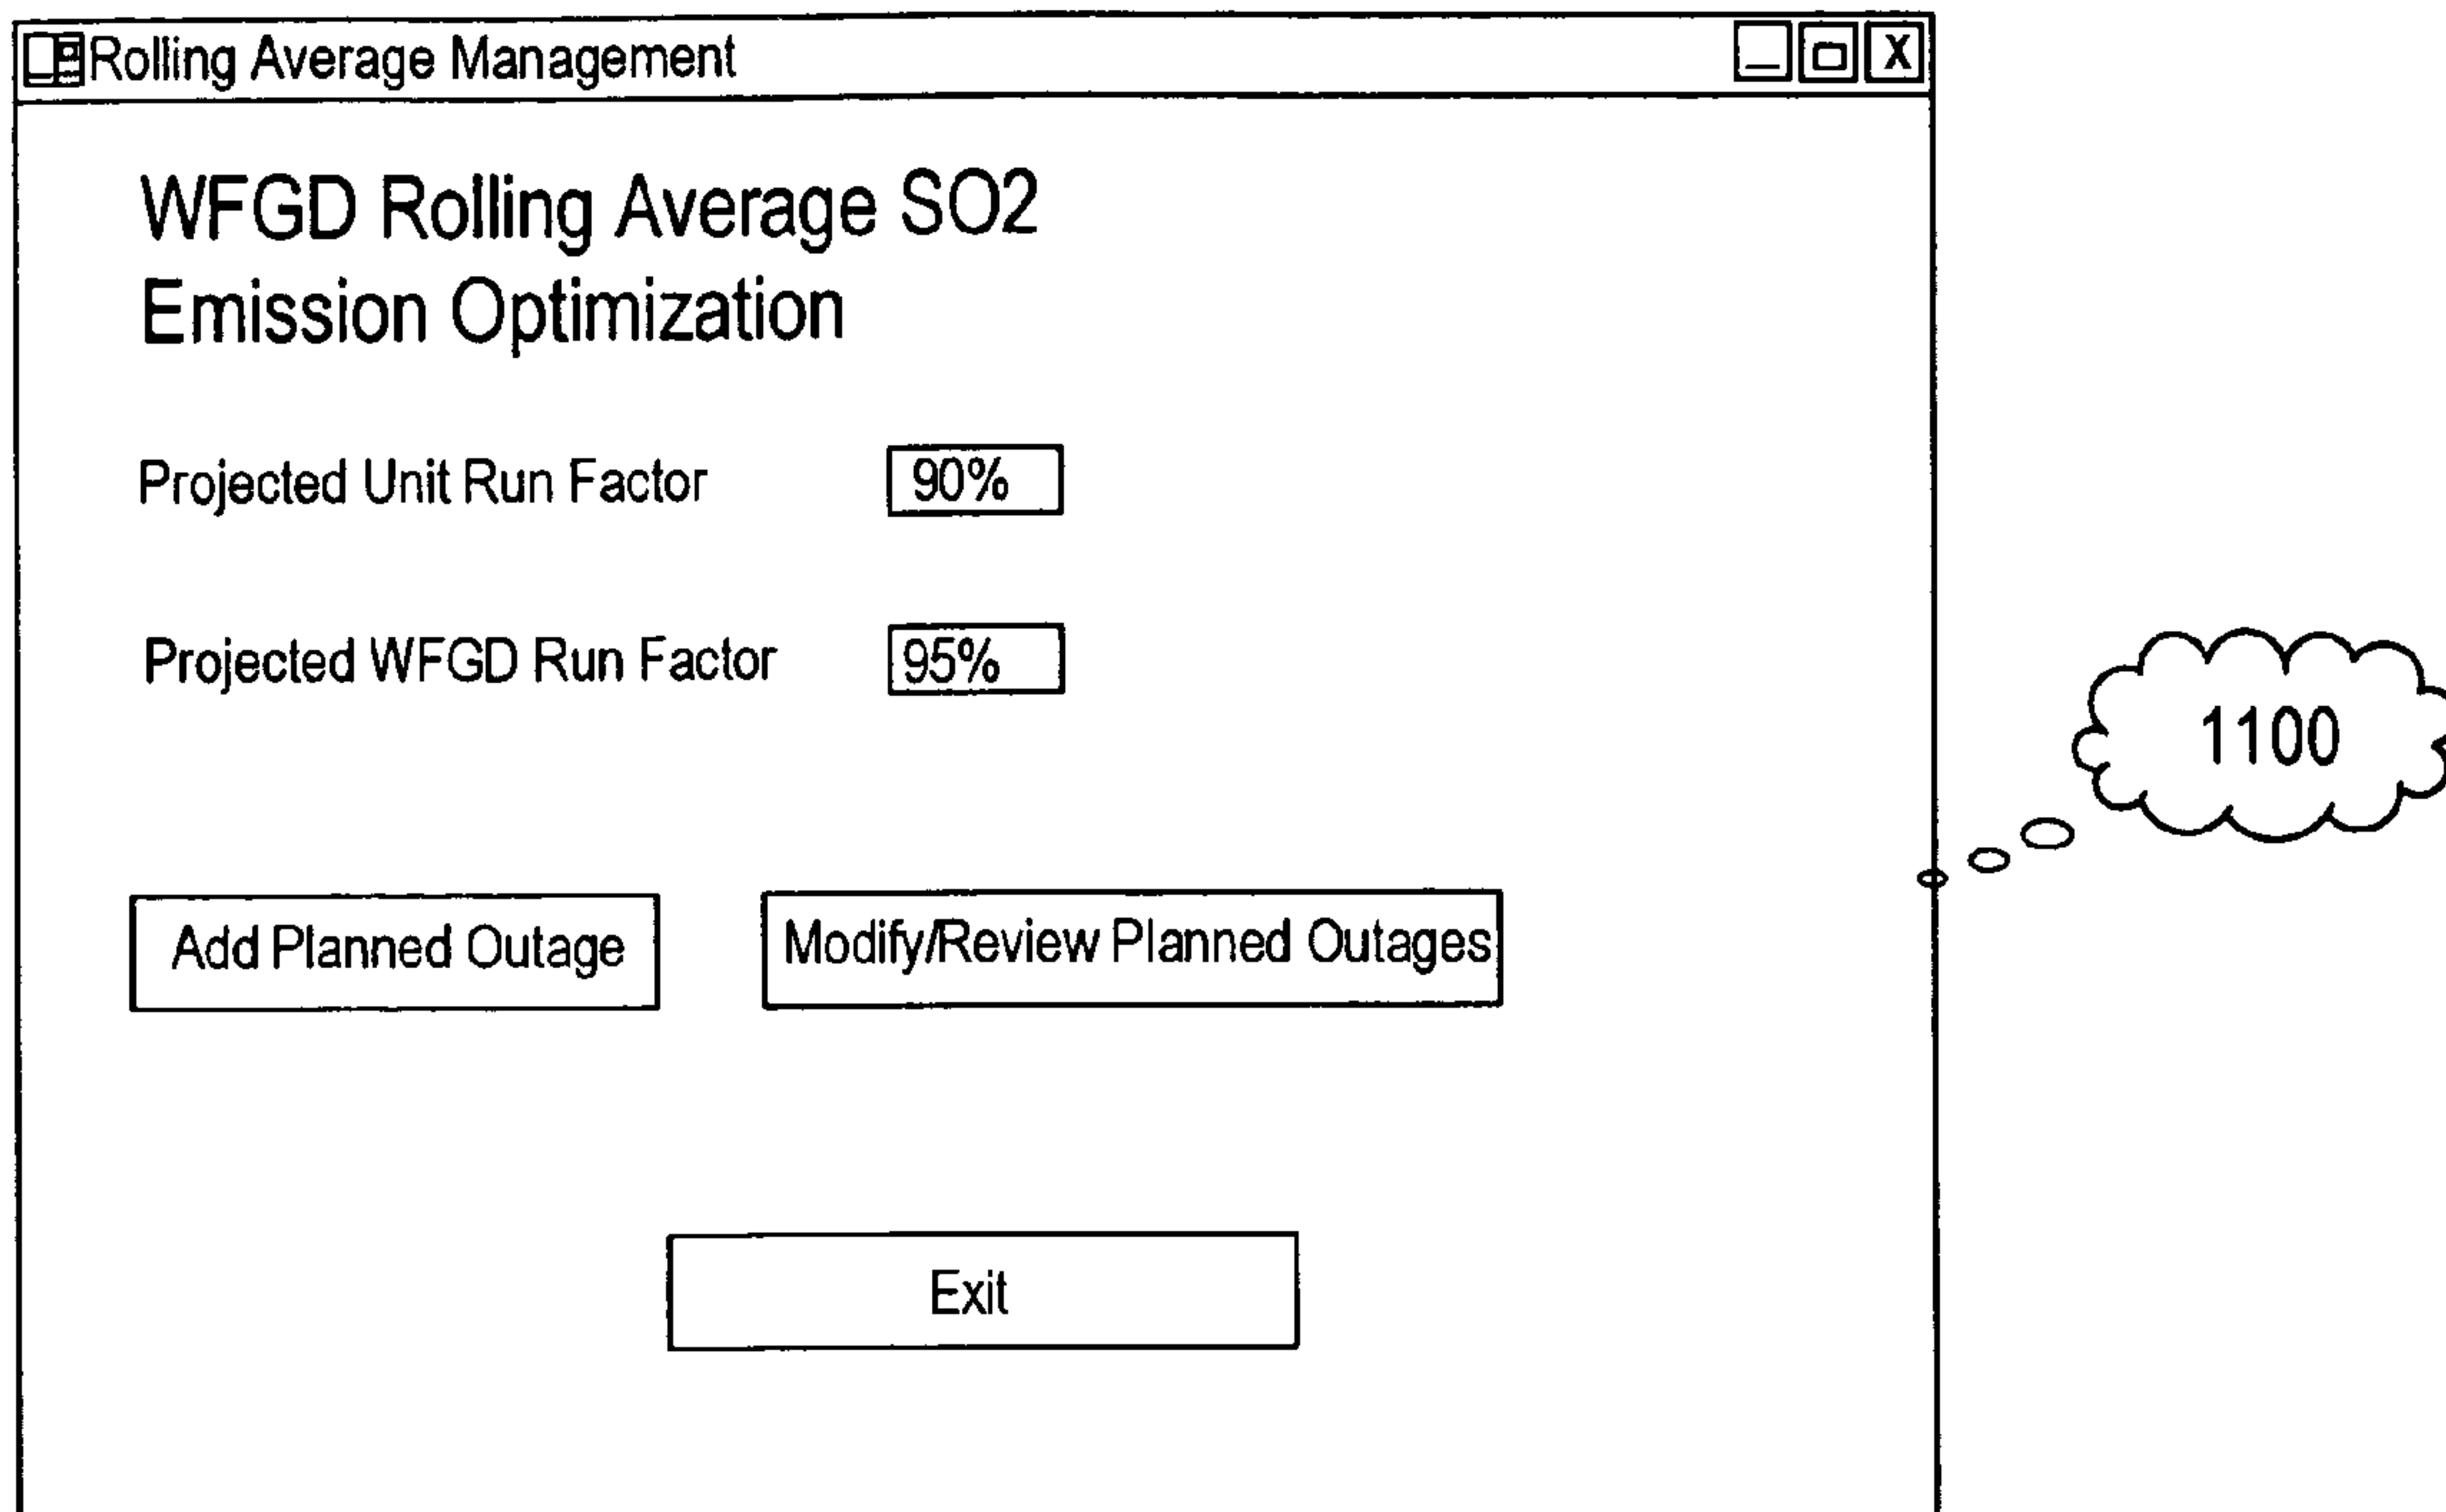 Rolling Average Management
X
WFGD Rolling Average SO2
Emission Optimization
Projected Unit Run Factor 90%
Projected WFGD Run Factor 95%
1100
Add Planned Outage Modify/Review Planned Outages
Exit